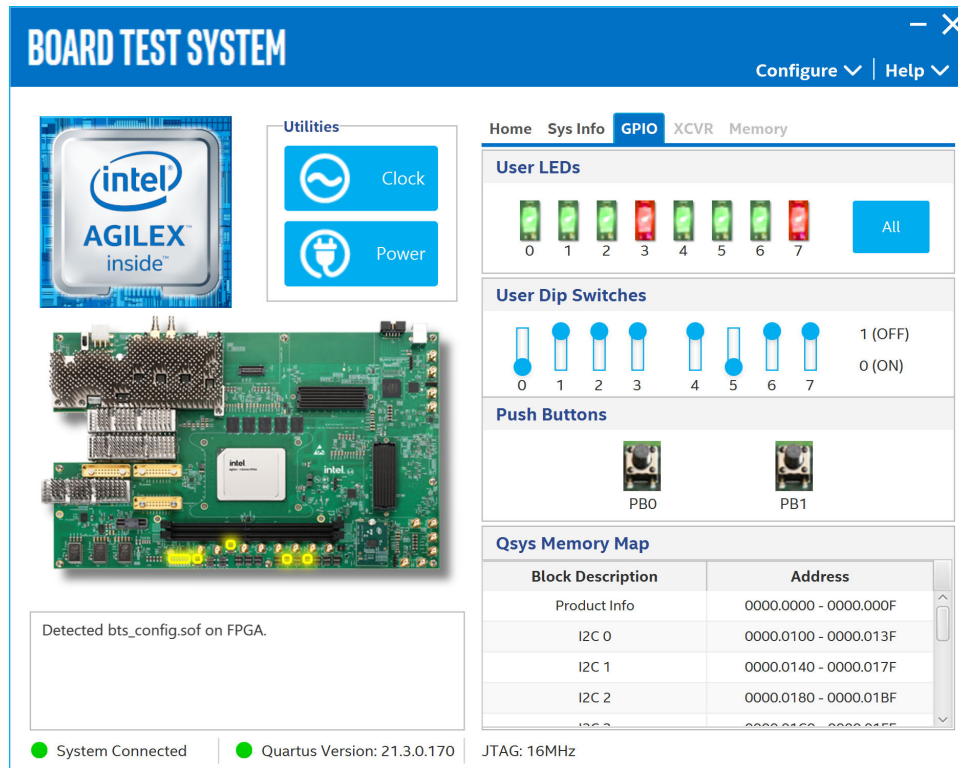 BOARD TEST SYSTEM
Configure
Help
intel
AGILEX™
inside™
Utilities
Clock
Power
Home Sys Info GPIO XCVR Memory
User LEDs
0 1 2 3 4 5 6 7
All
User Dip Switches
1 (OFF)
0 (ON)
0 1 2 3 4 5 6 7
Push Buttons
PB0 PB1
intel
intel
Qsys Memory Map
Block Description Address
Product Info 0000.0000 - 0000.000F
I2C 0 0000.0100 - 0000.013F
I2C 1 0000.0140 - 0000.017F
I2C 2 0000.0180 - 0000.01BF
Detected bts_config.sof on FPGA.
System Connected
Quartus Version: 21.3.0.170
JTAG: 16MHz